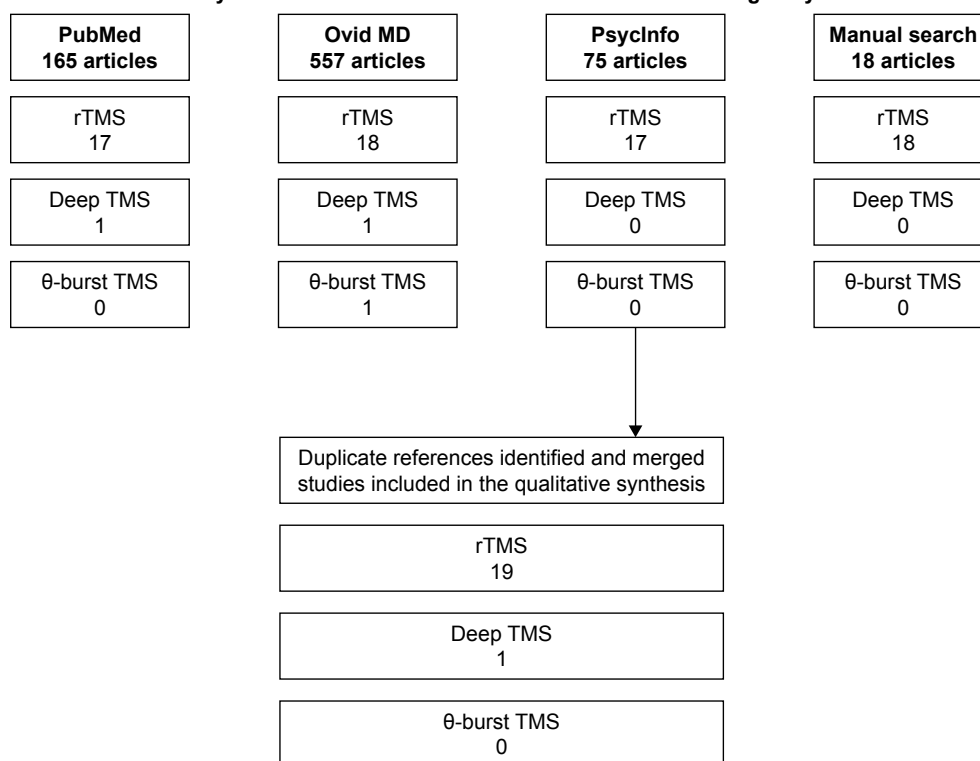 PubMed
165 articles
Ovid MD
557 articles
PsycInfo
75 articles
Manual search
18 articles
rTMS
17
rTMS
18
rTMS
17
rTMS
18
Deep TMS
1
Deep TMS
1
Deep TMS
0
Deep TMS
0
θ-burst TMS
0
θ-burst TMS
1
θ-burst TMS
0
θ-burst TMS
0
Duplicate references identified and merged
studies included in the qualitative synthesis
rTMS
19
Deep TMS
1
θ-burst TMS
0